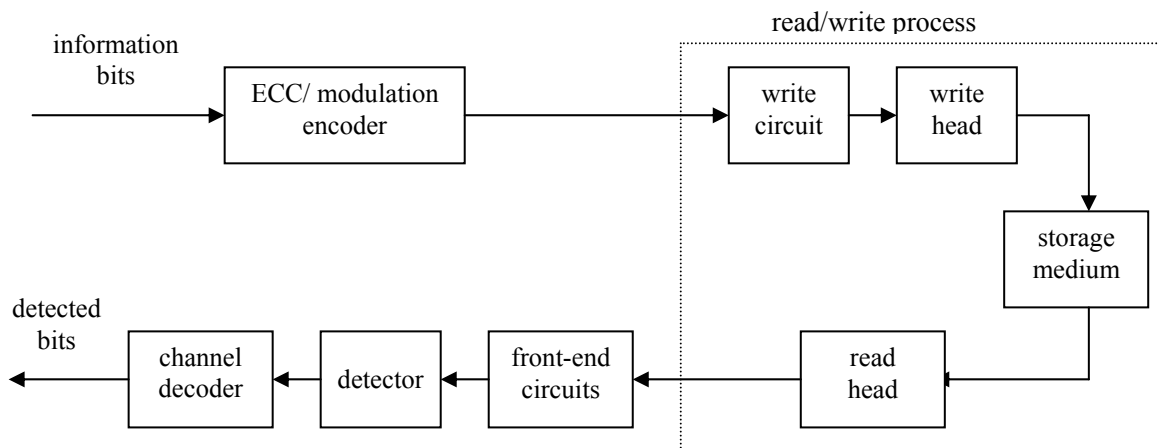 read/write process
information
bits
ECC/ modulation
encoder
write
circuit
write
head
storage
medium
detected
bits
channel
decoder
detector
front-end
circuits
read
head